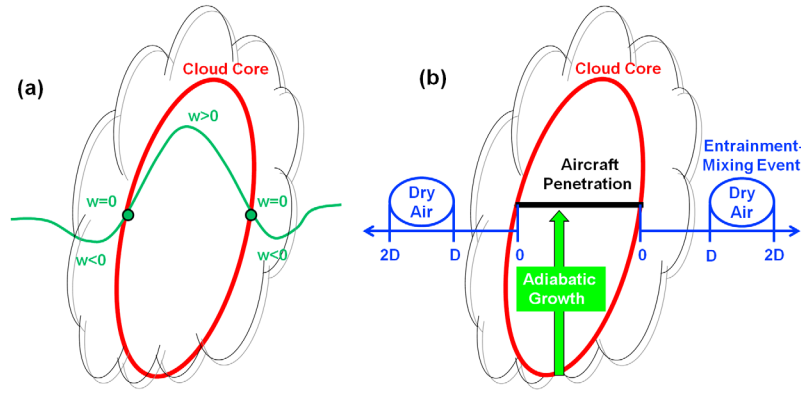 (a)
Cloud Core
w>0
w=0
w=0
w<0
w<0
(b)
Cloud Core
Aircraft
Penetration
Entrainment-
Mixing Event
Dry
Air
Dry
Air
2D
D
0
0
D
2D
Adiabatic
Growth